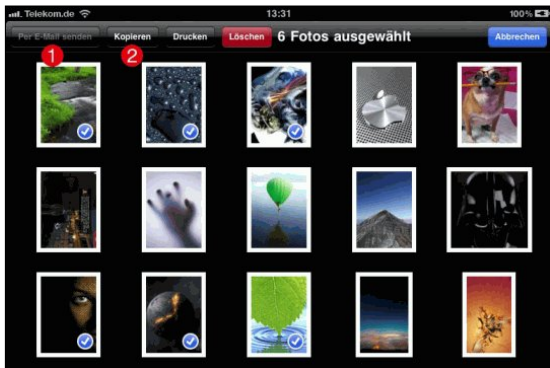 Telekom.de 13:31 100%
Per E-Mail senden Kopieren Drucken Löschen 6 Fotos ausgewählt Abbrechen
1 2